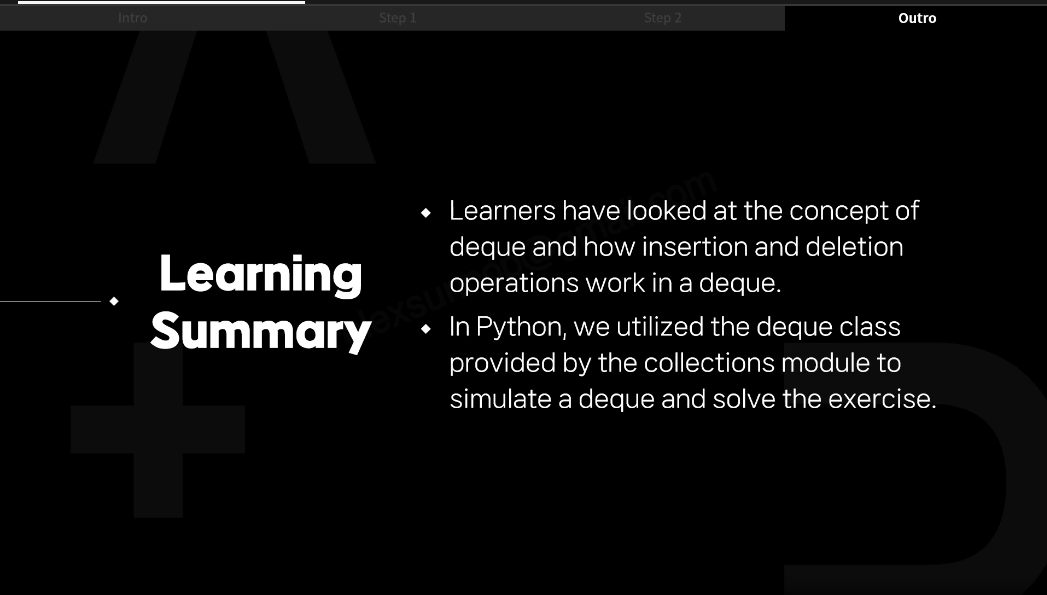 Intro
Step 1
Step 2
Outro
Learning
Summary
Learners have looked at the concept of
deque and how insertion and deletion
operations work in a deque.
In Python, we utilized the deque class
provided by the collections module to
simulate a deque and solve the exercise.